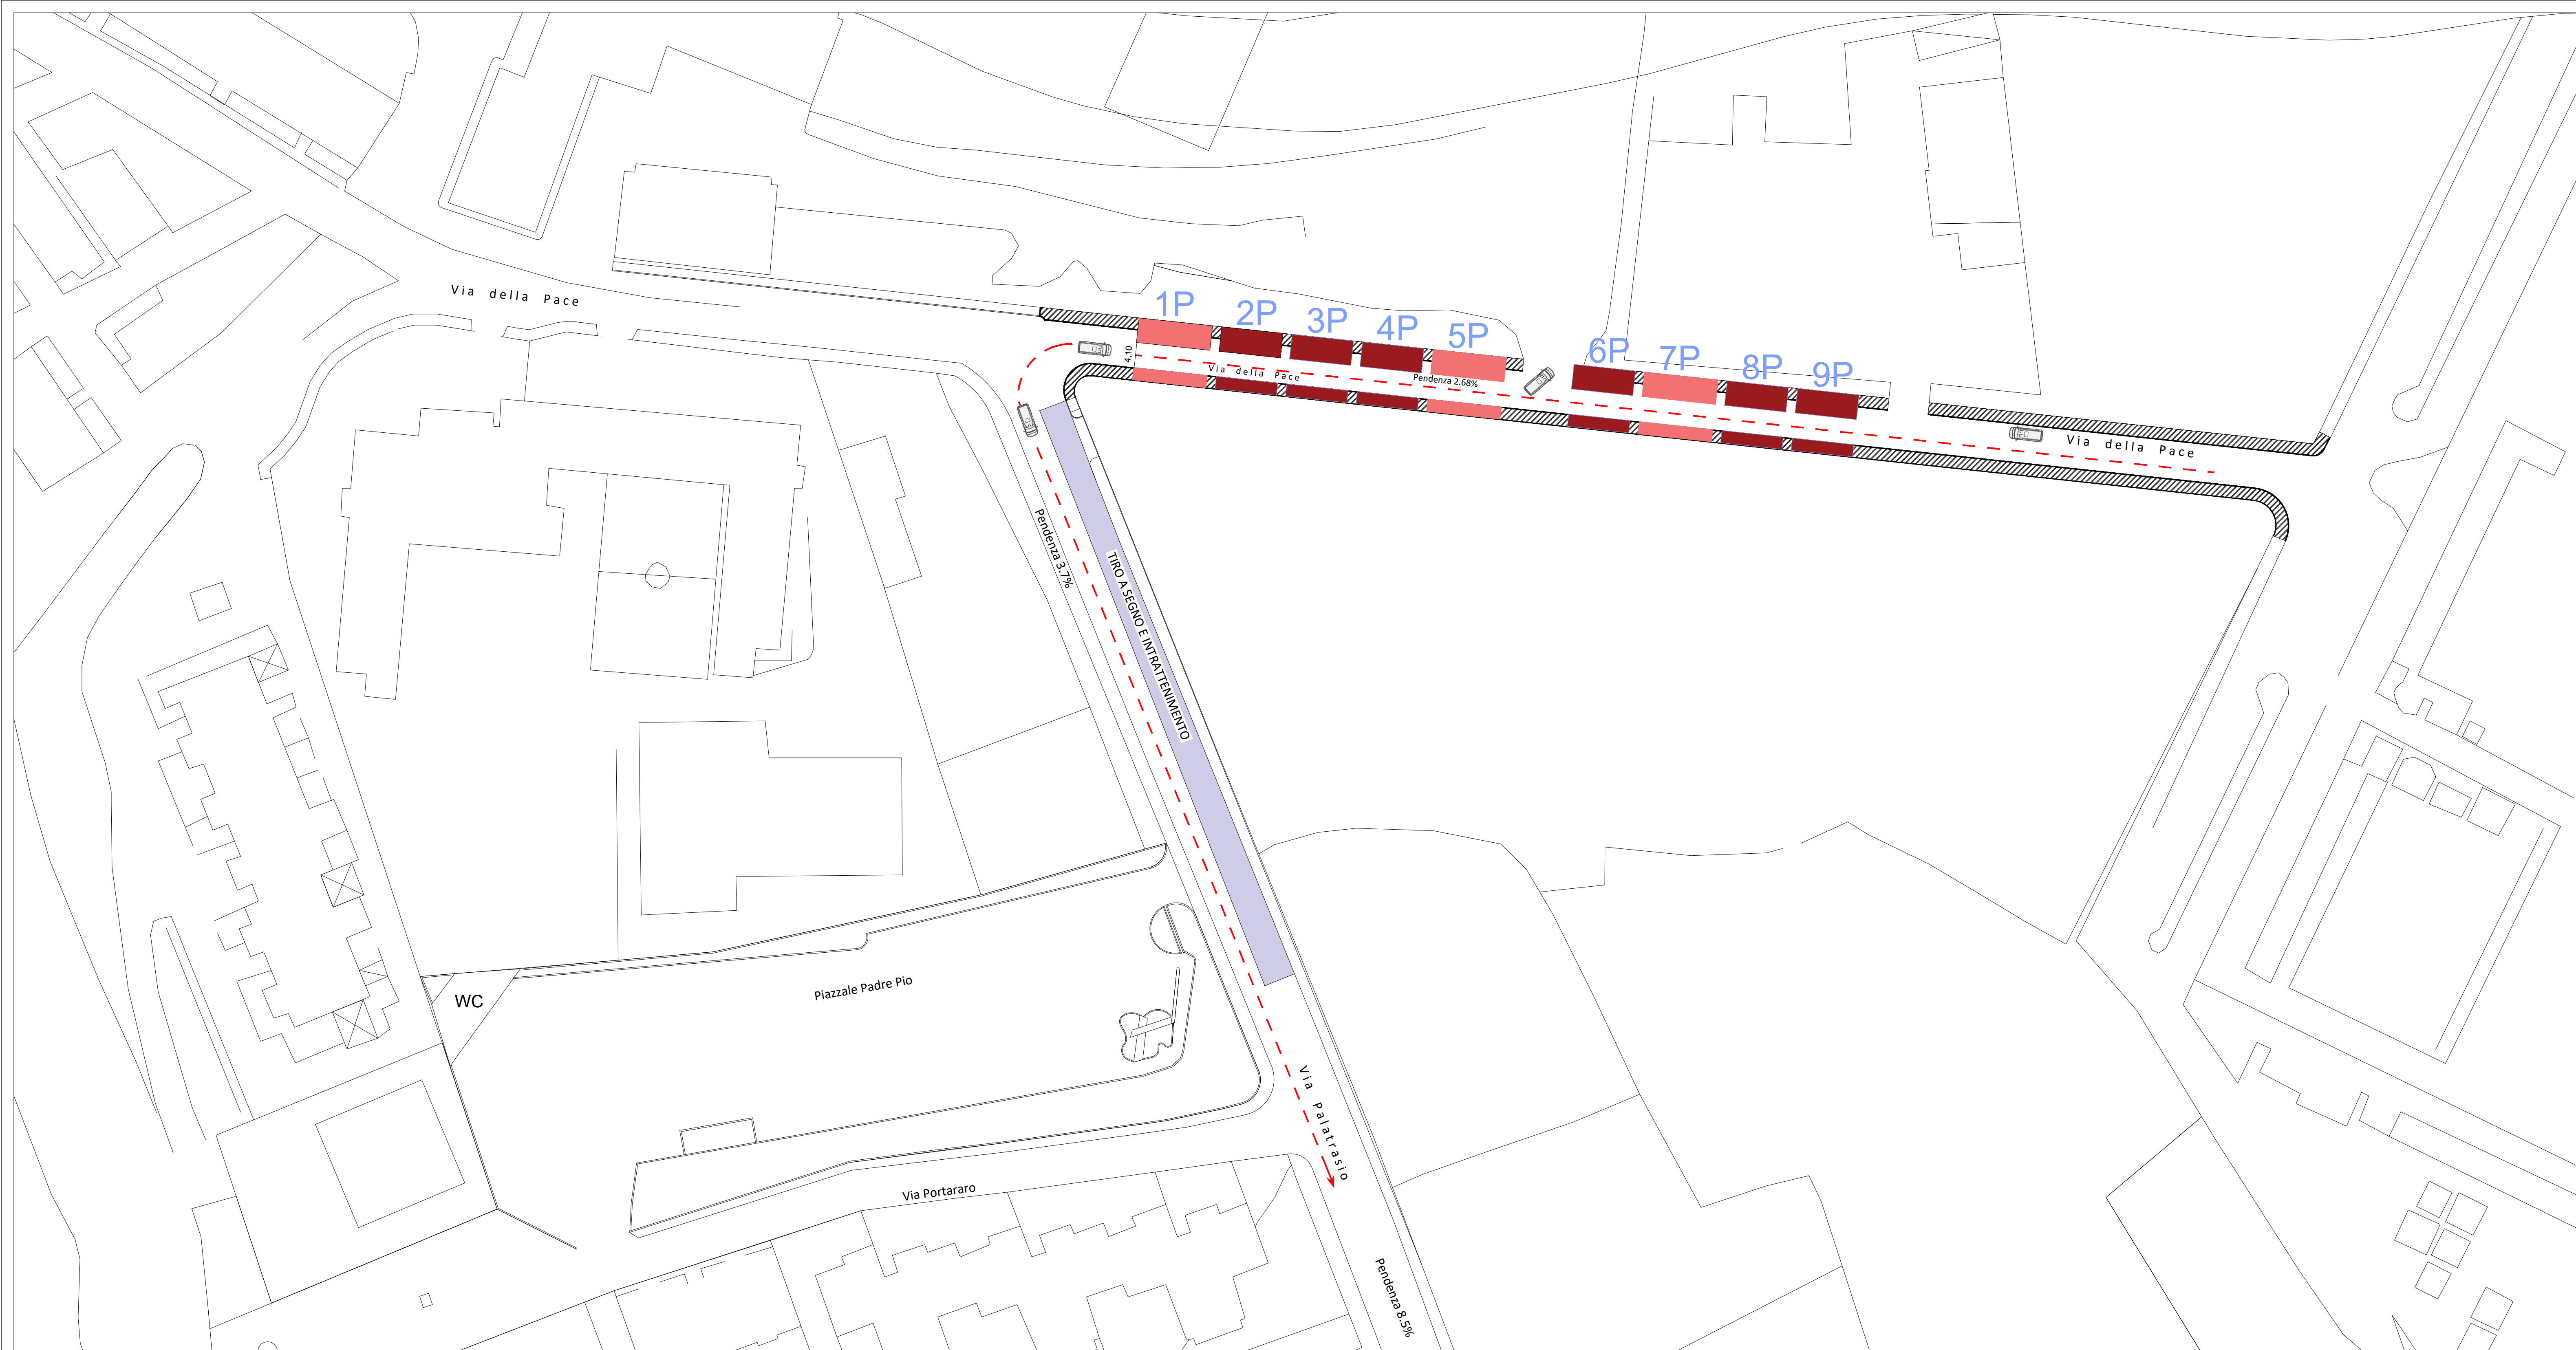 Via della Pace
1P
2P
3P
4P
5P
6P
7P
8P
9P
4,10
Via della Pace
Pendenza 2.68%
Via della Pace
Pendenza 3.7%
TIRO A SEGNO E INTRATTENIMENTO
WC
Piazzale Padre Pio
Via Palatrasio
Via Portararo
Pendenza 8.5%